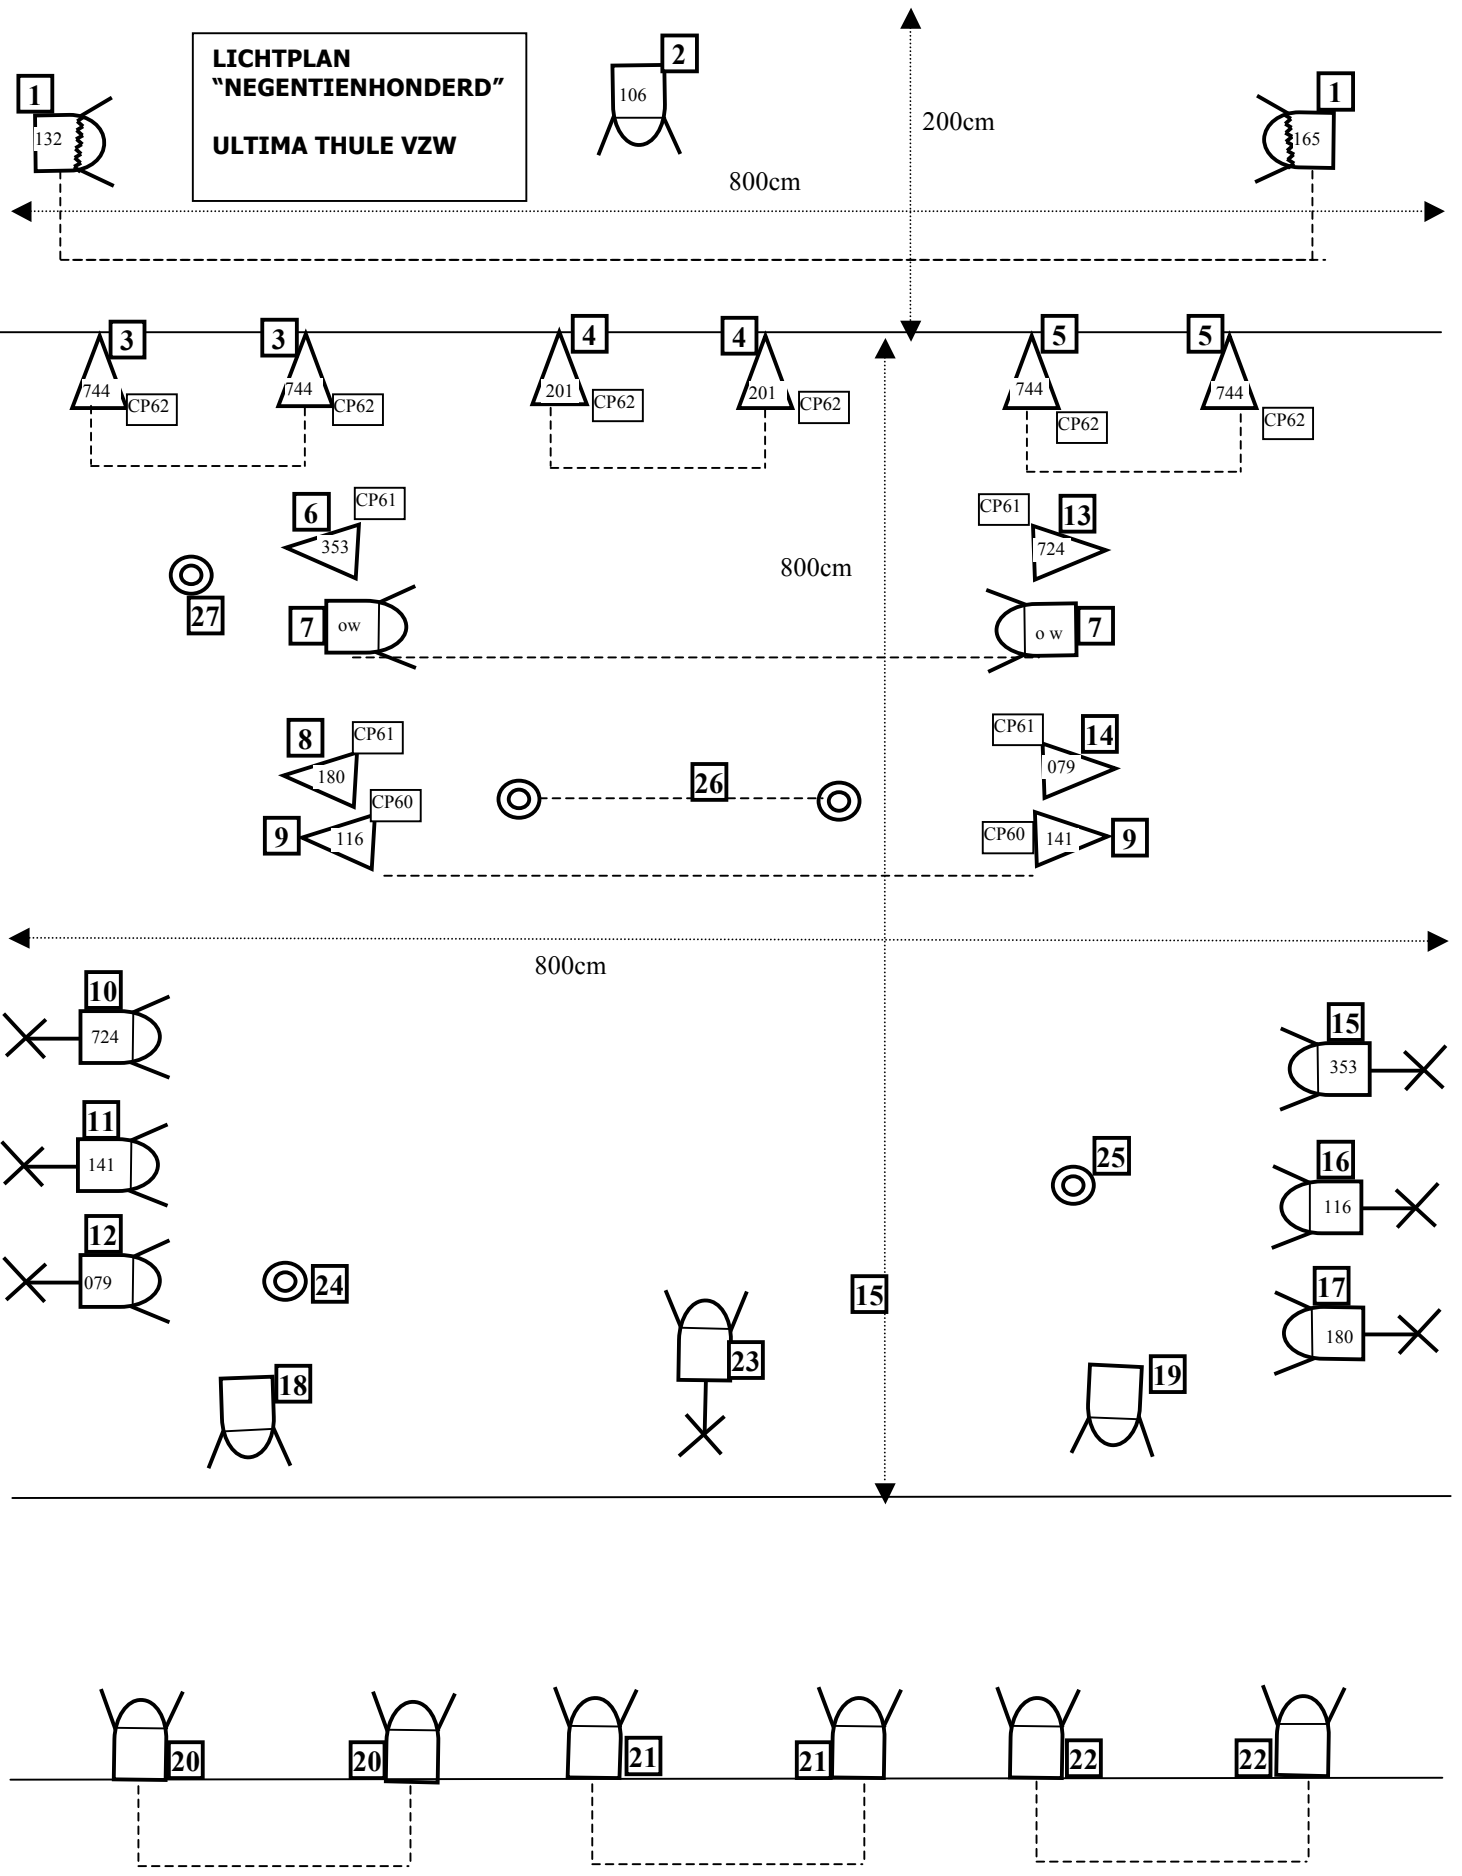 LICHTPLAN
“NEGENTIENHONDERD”
ULTIMA THULE VZW
2
106
1
132
1
165
200cm
800cm
3
744
CP62
3
744
CP62
4
201
CP62
4
201
CP62
5
744
CP62
5
744
CP62
6
CP61
353
CP61
13
724
27
800cm
7
ow
o w
7
8
CP61
180
CP61
14
079
26
9
CP60
116
CP60
141
9
800cm
10
724
15
353
11
141
25
16
116
12
079
24
15
17
180
18
23
19
20
20
21
21
22
22